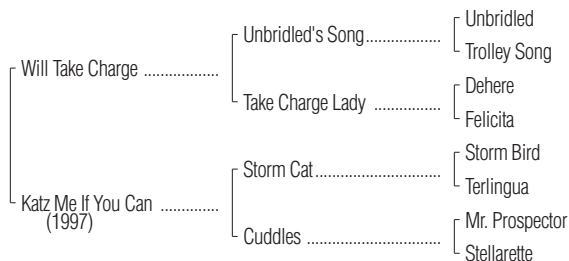 Unbridled
Unbridled's Song..................
Trolley Song
Will Take Charge ..................
Dehere
Take Charge Lady ................
Felicita
Storm Bird
Storm Cat..............................
Terlingua
Katz Me If You Can ..............
(1997)
Mr. Prospector
Cuddles ................................
Stellarette